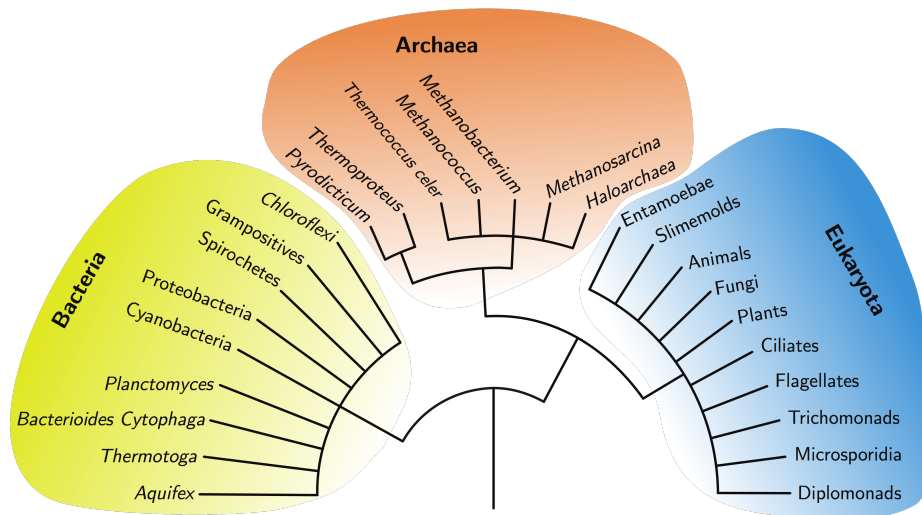 Archaea
Methanobacterium
Methanococcus
Thermococcus celer
Thermoproteus
Pyrodicticum
Methanosarcina
Haloarchaea
Bacteria
Chloroflexi
Grampositives
Spirochetes
Proteobacteria
Cyanobacteria
Planctomyces
Bacterioides Cytophaga
Thermotoga
Aquifex
Eukaryota
Entamoebae
Slimemolds
Animals
Fungi
Plants
Ciliates
Flagellates
Trichomonads
Microsporidia
Diplomonads